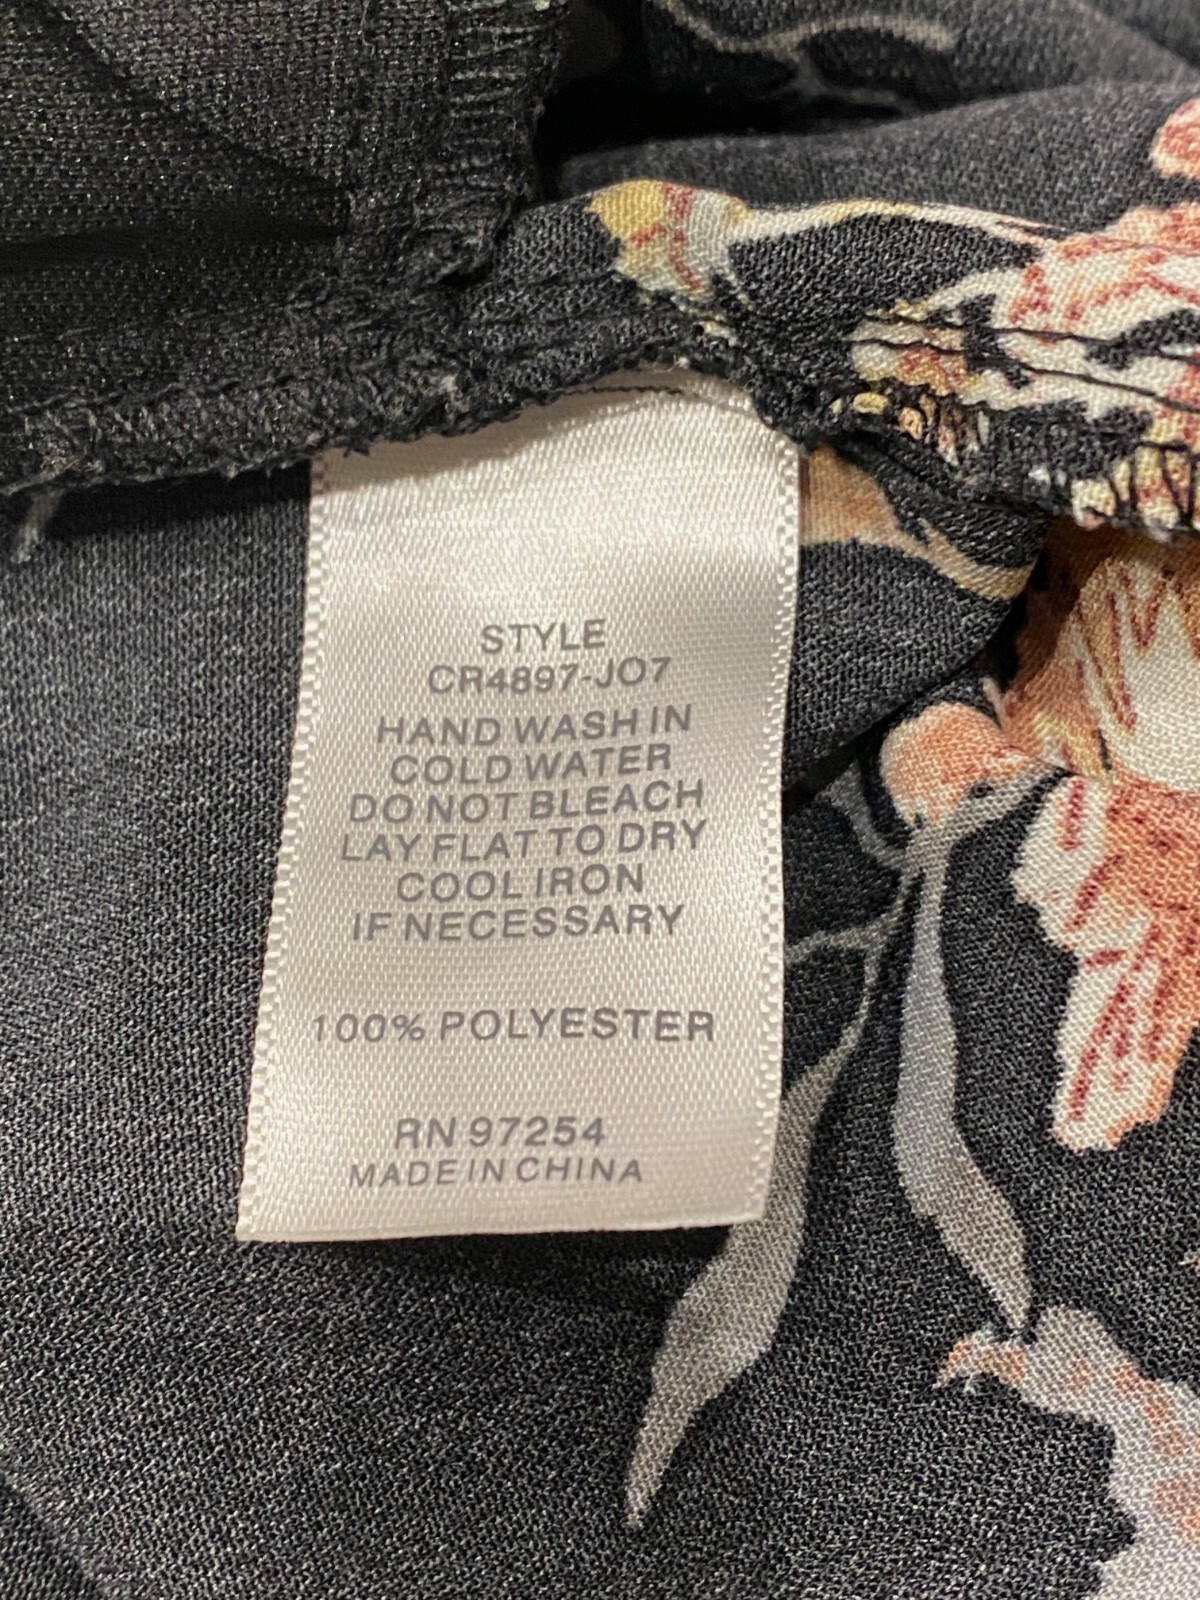 STYLE
CR4897-JO7
HAND WASH IN
COLD WATER
DO NOT BLEACH
LAY FLAT TO DRY
COOL IRON
IF NECESSARY
100% POLYESTER
RN 97254
MADE IN CHINA